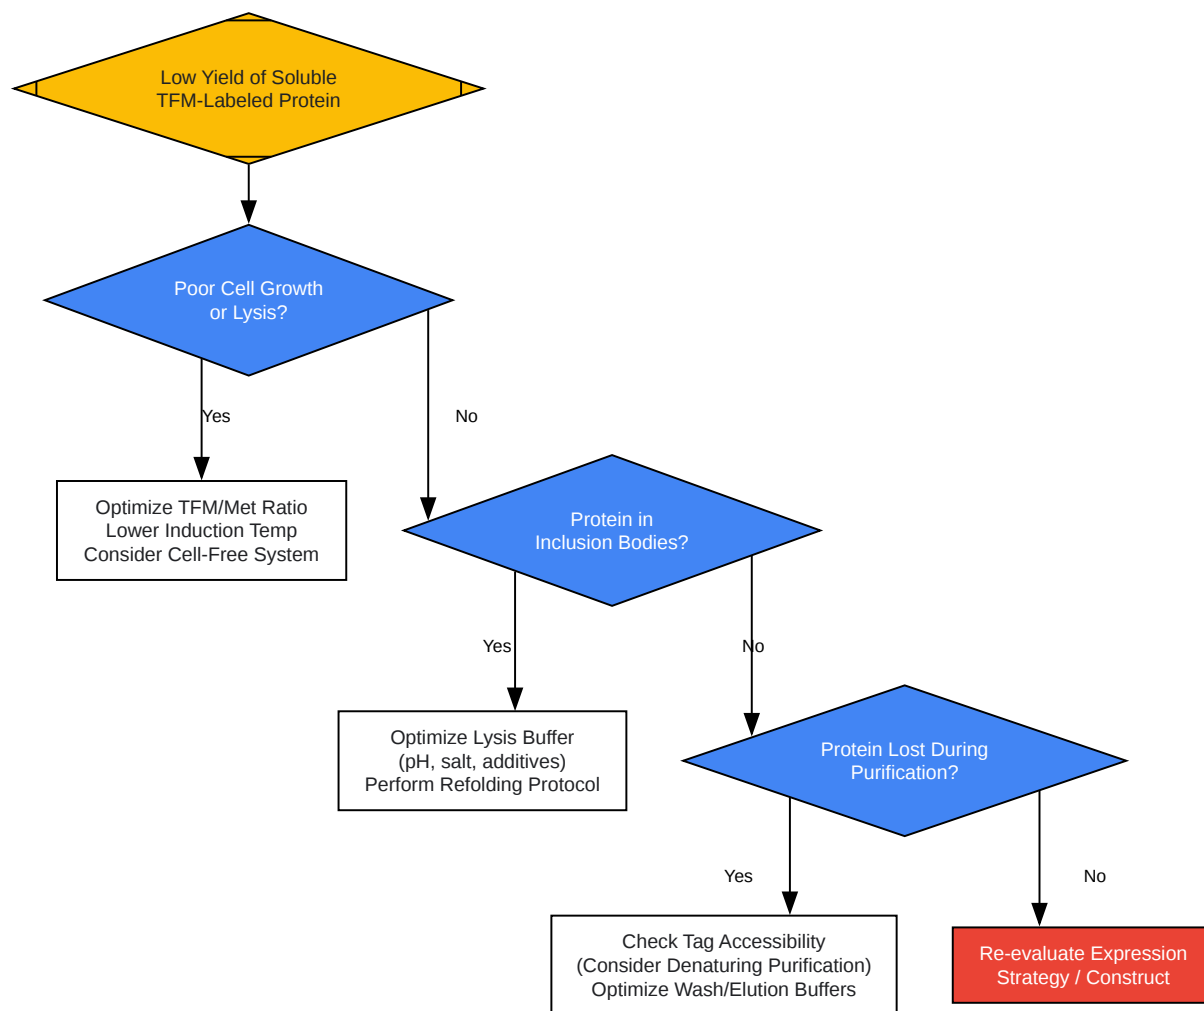 Low Yield of Soluble
TFM-Labeled Protein
Poor Cell Growth
or Lysis?
Yes
No
Optimize TFM/Met Ratio
Lower Induction Temp
Consider Cell-Free System
Protein in
Inclusion Bodies?
Yes
No
Optimize Lysis Buffer
(pH, salt, additives)
Perform Refolding Protocol
Protein Lost During
Purification?
Yes
No
Check Tag Accessibility
(Consider Denaturing Purification)
Optimize Wash/Elution Buffers
Re-evaluate Expression
Strategy / Construct